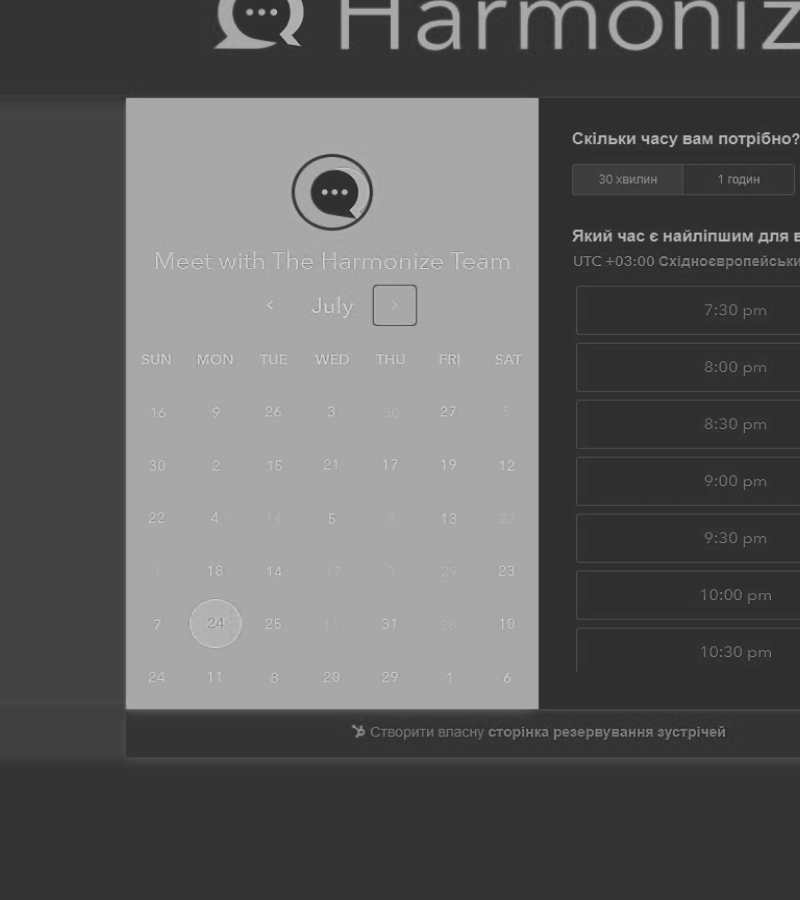 Harmoniz
Meet with The Harmonize Team
July
SUN MON TUE WED THU FRI SAT
16 9 26 3 30 27 5
30 2 15 21 17 19 12
22 4 14 5 3 13 22
1 18 14 17 3 29 23
7 24 25 11 31 28 10
24 11 8 20 29 1 6
Скільки часу вам потрібно?
30 хвилин 1 годин
Який час є найліпшим для в
UTC +03:00 Східноєвропейськи
7:30 pm
8:00 pm
8:30 pm
9:00 pm
9:30 pm
10:00 pm
10:30 pm
Створити власну сторінка резервування зустрічей